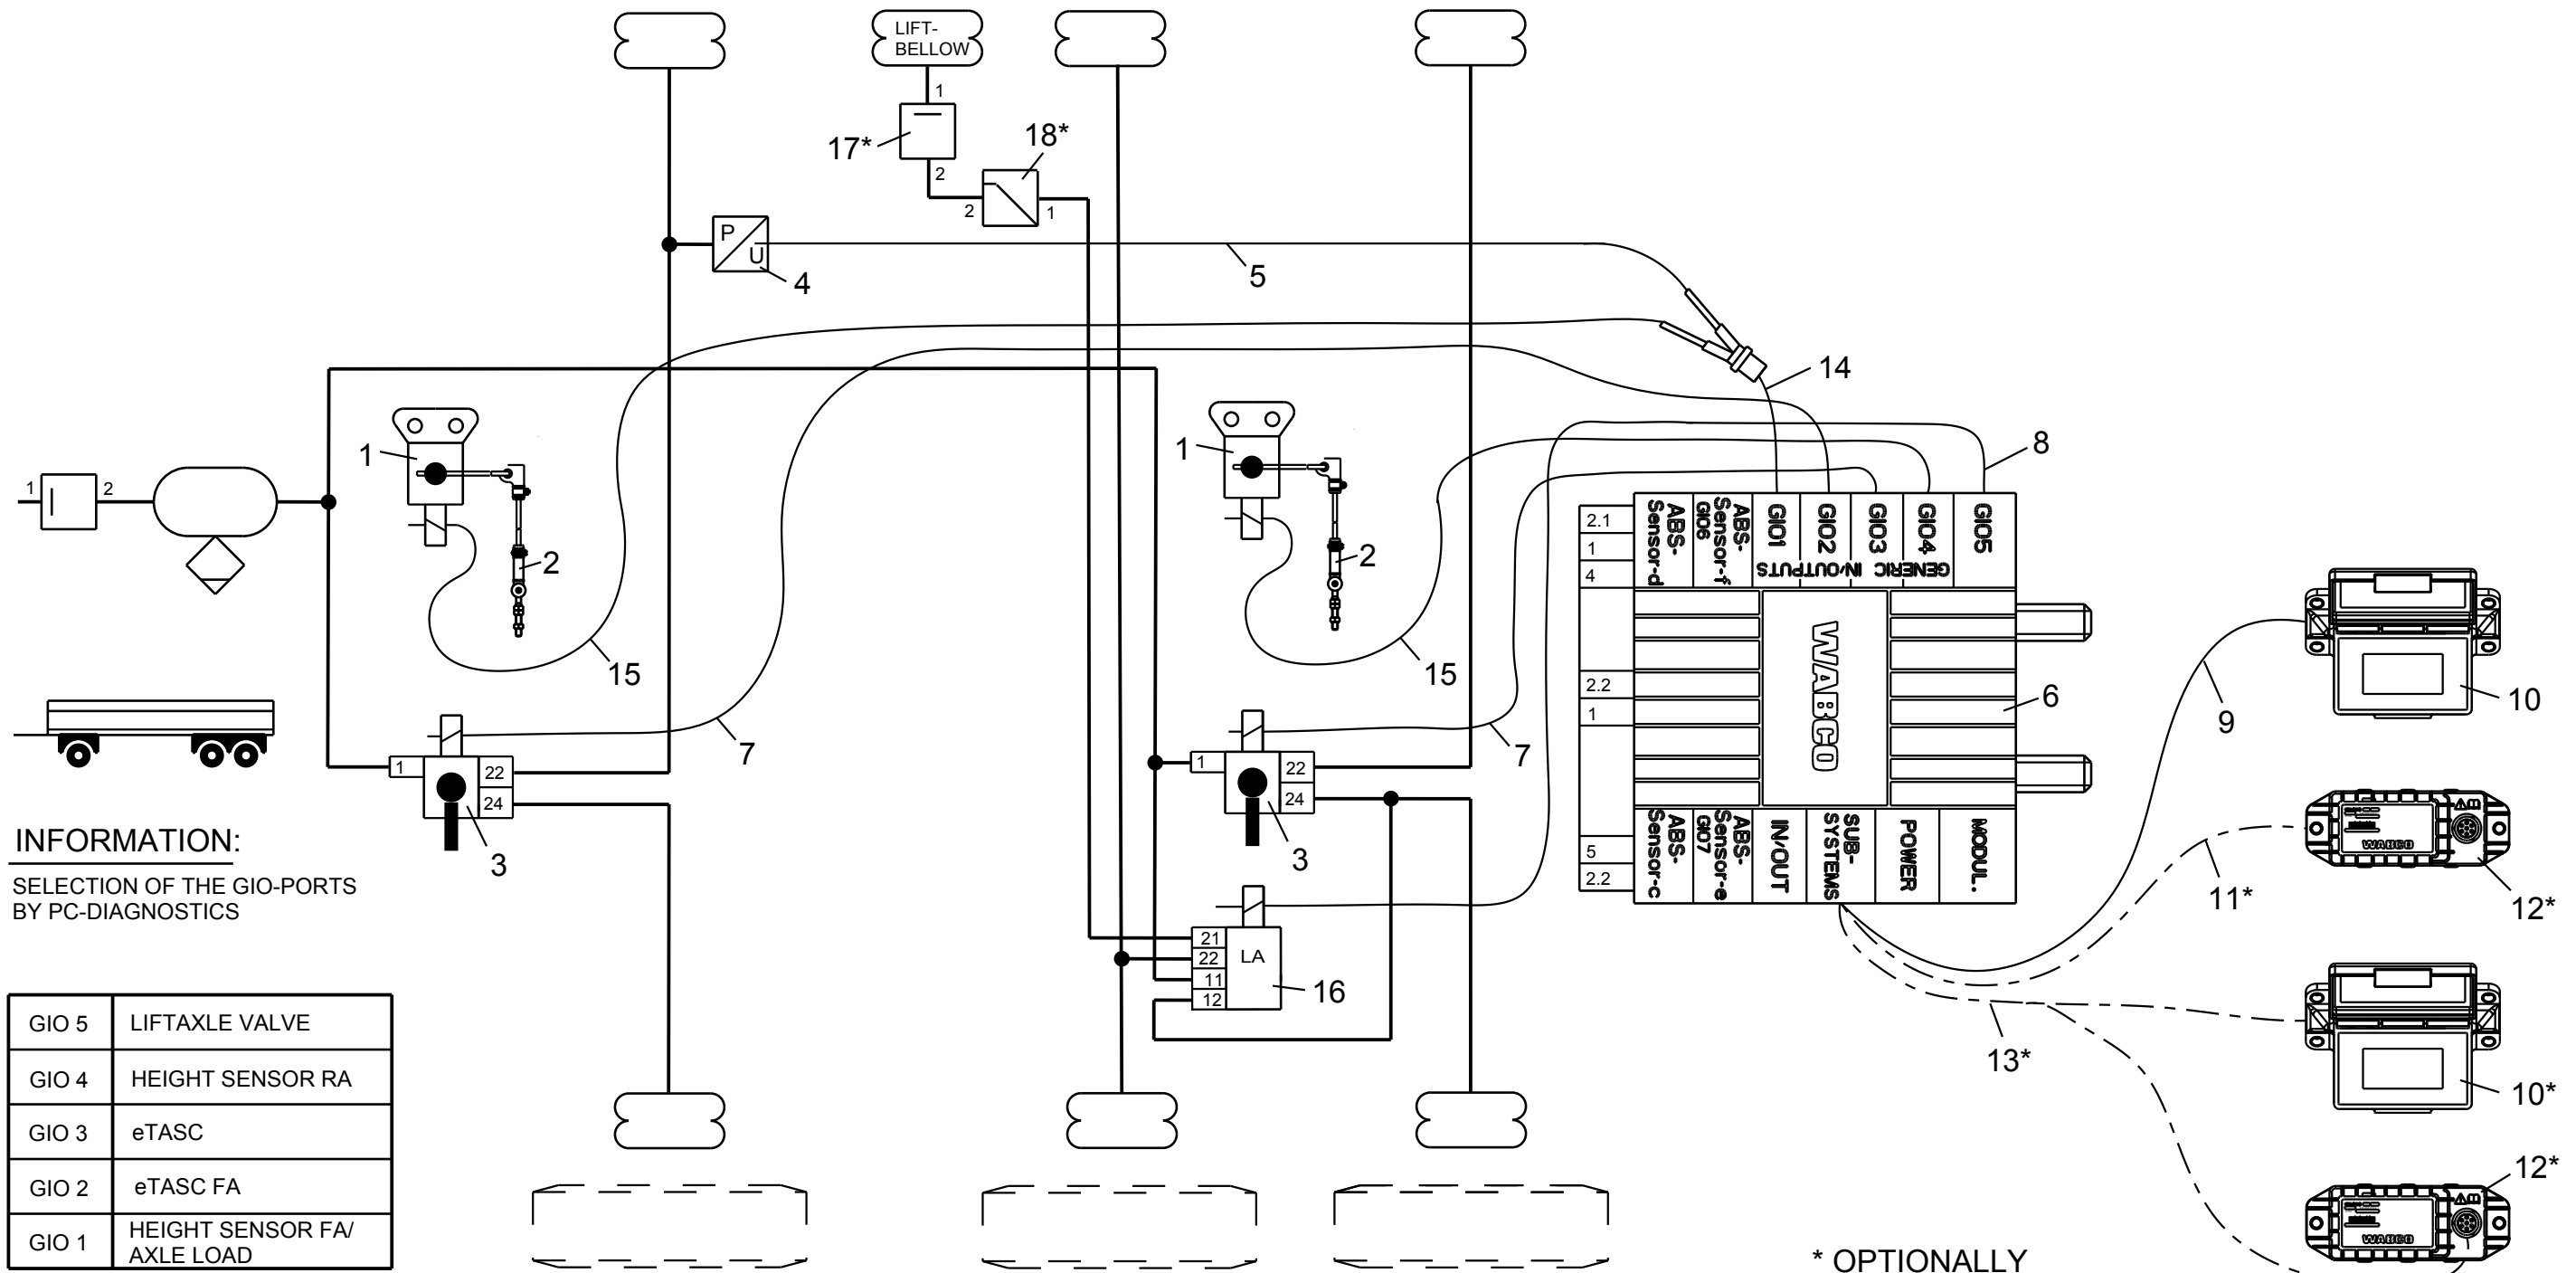 LIFT-
BELLOW
1
17*
18*
2
2
1
P
U
4
5
14
1
1
8
1
2
2
2
2.1
1
4
2.2
1
5
2.2
ABS-
Sensor-d
ABS-
Sensor-f
GIO6
GIO1
GIO2
GIO3
GIO4
GIO5
GENERIC IN/OUTPUTS
WABCO
ABS-
Sensor-c
ABS-
Sensor-e
GIO7
IN/OUT
SUB-
SYSTEMS
POWER
MODUL.
6
15
15
7
7
9
10
1
22
24
3
1
22
24
3
INFORMATION:
SELECTION OF THE GIO-PORTS
BY PC-DIAGNOSTICS
WABCO
11*
12*
21
22
11
12
LA
16
13*
10*
GIO 5 LIFTAXLE VALVE
GIO 4 HEIGHT SENSOR RA
GIO 3 eTASC
GIO 2 eTASC FA
GIO 1 HEIGHT SENSOR FA/
AXLE LOAD
12*
WABCO
* OPTIONALLY